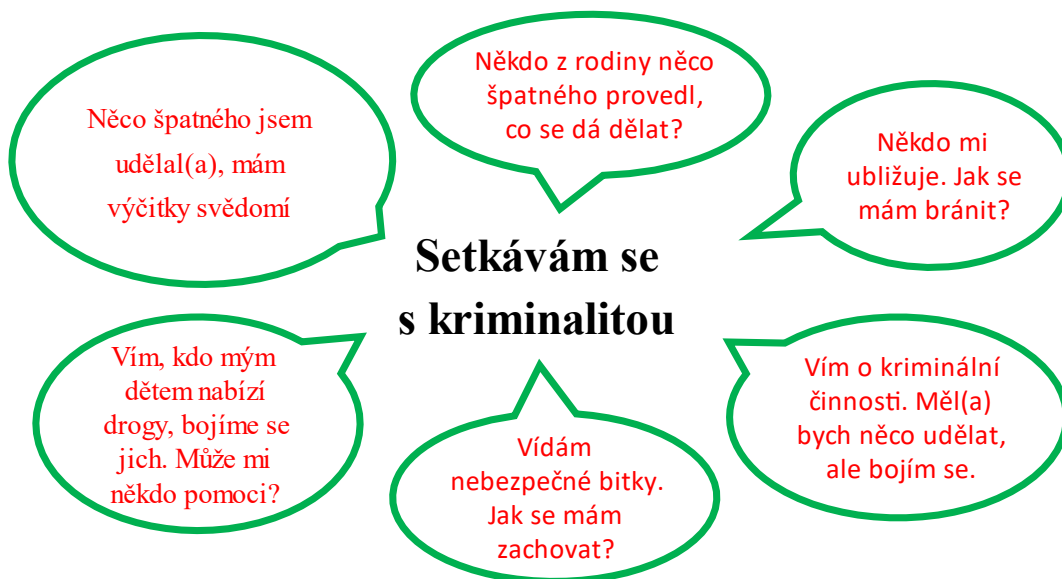 Něco špatného jsem
udělal(a), mám
výčitky svědomí
Někdo z rodiny něco
špatného provedl,
co se dá dělat?
Někdo mi
ubližuje. Jak se
mám bránit?
Setkávám se
s kriminalitou
Vím, kdo mým
dětem nabízí
drogy, bojíme se
jich. Může mi
někdo pomoci?
Vídám
nebezpečné bitky.
Jak se mám
zachovat?
Vím o kriminální
činnosti. Měl(a)
bych něco udělat,
ale bojím se.